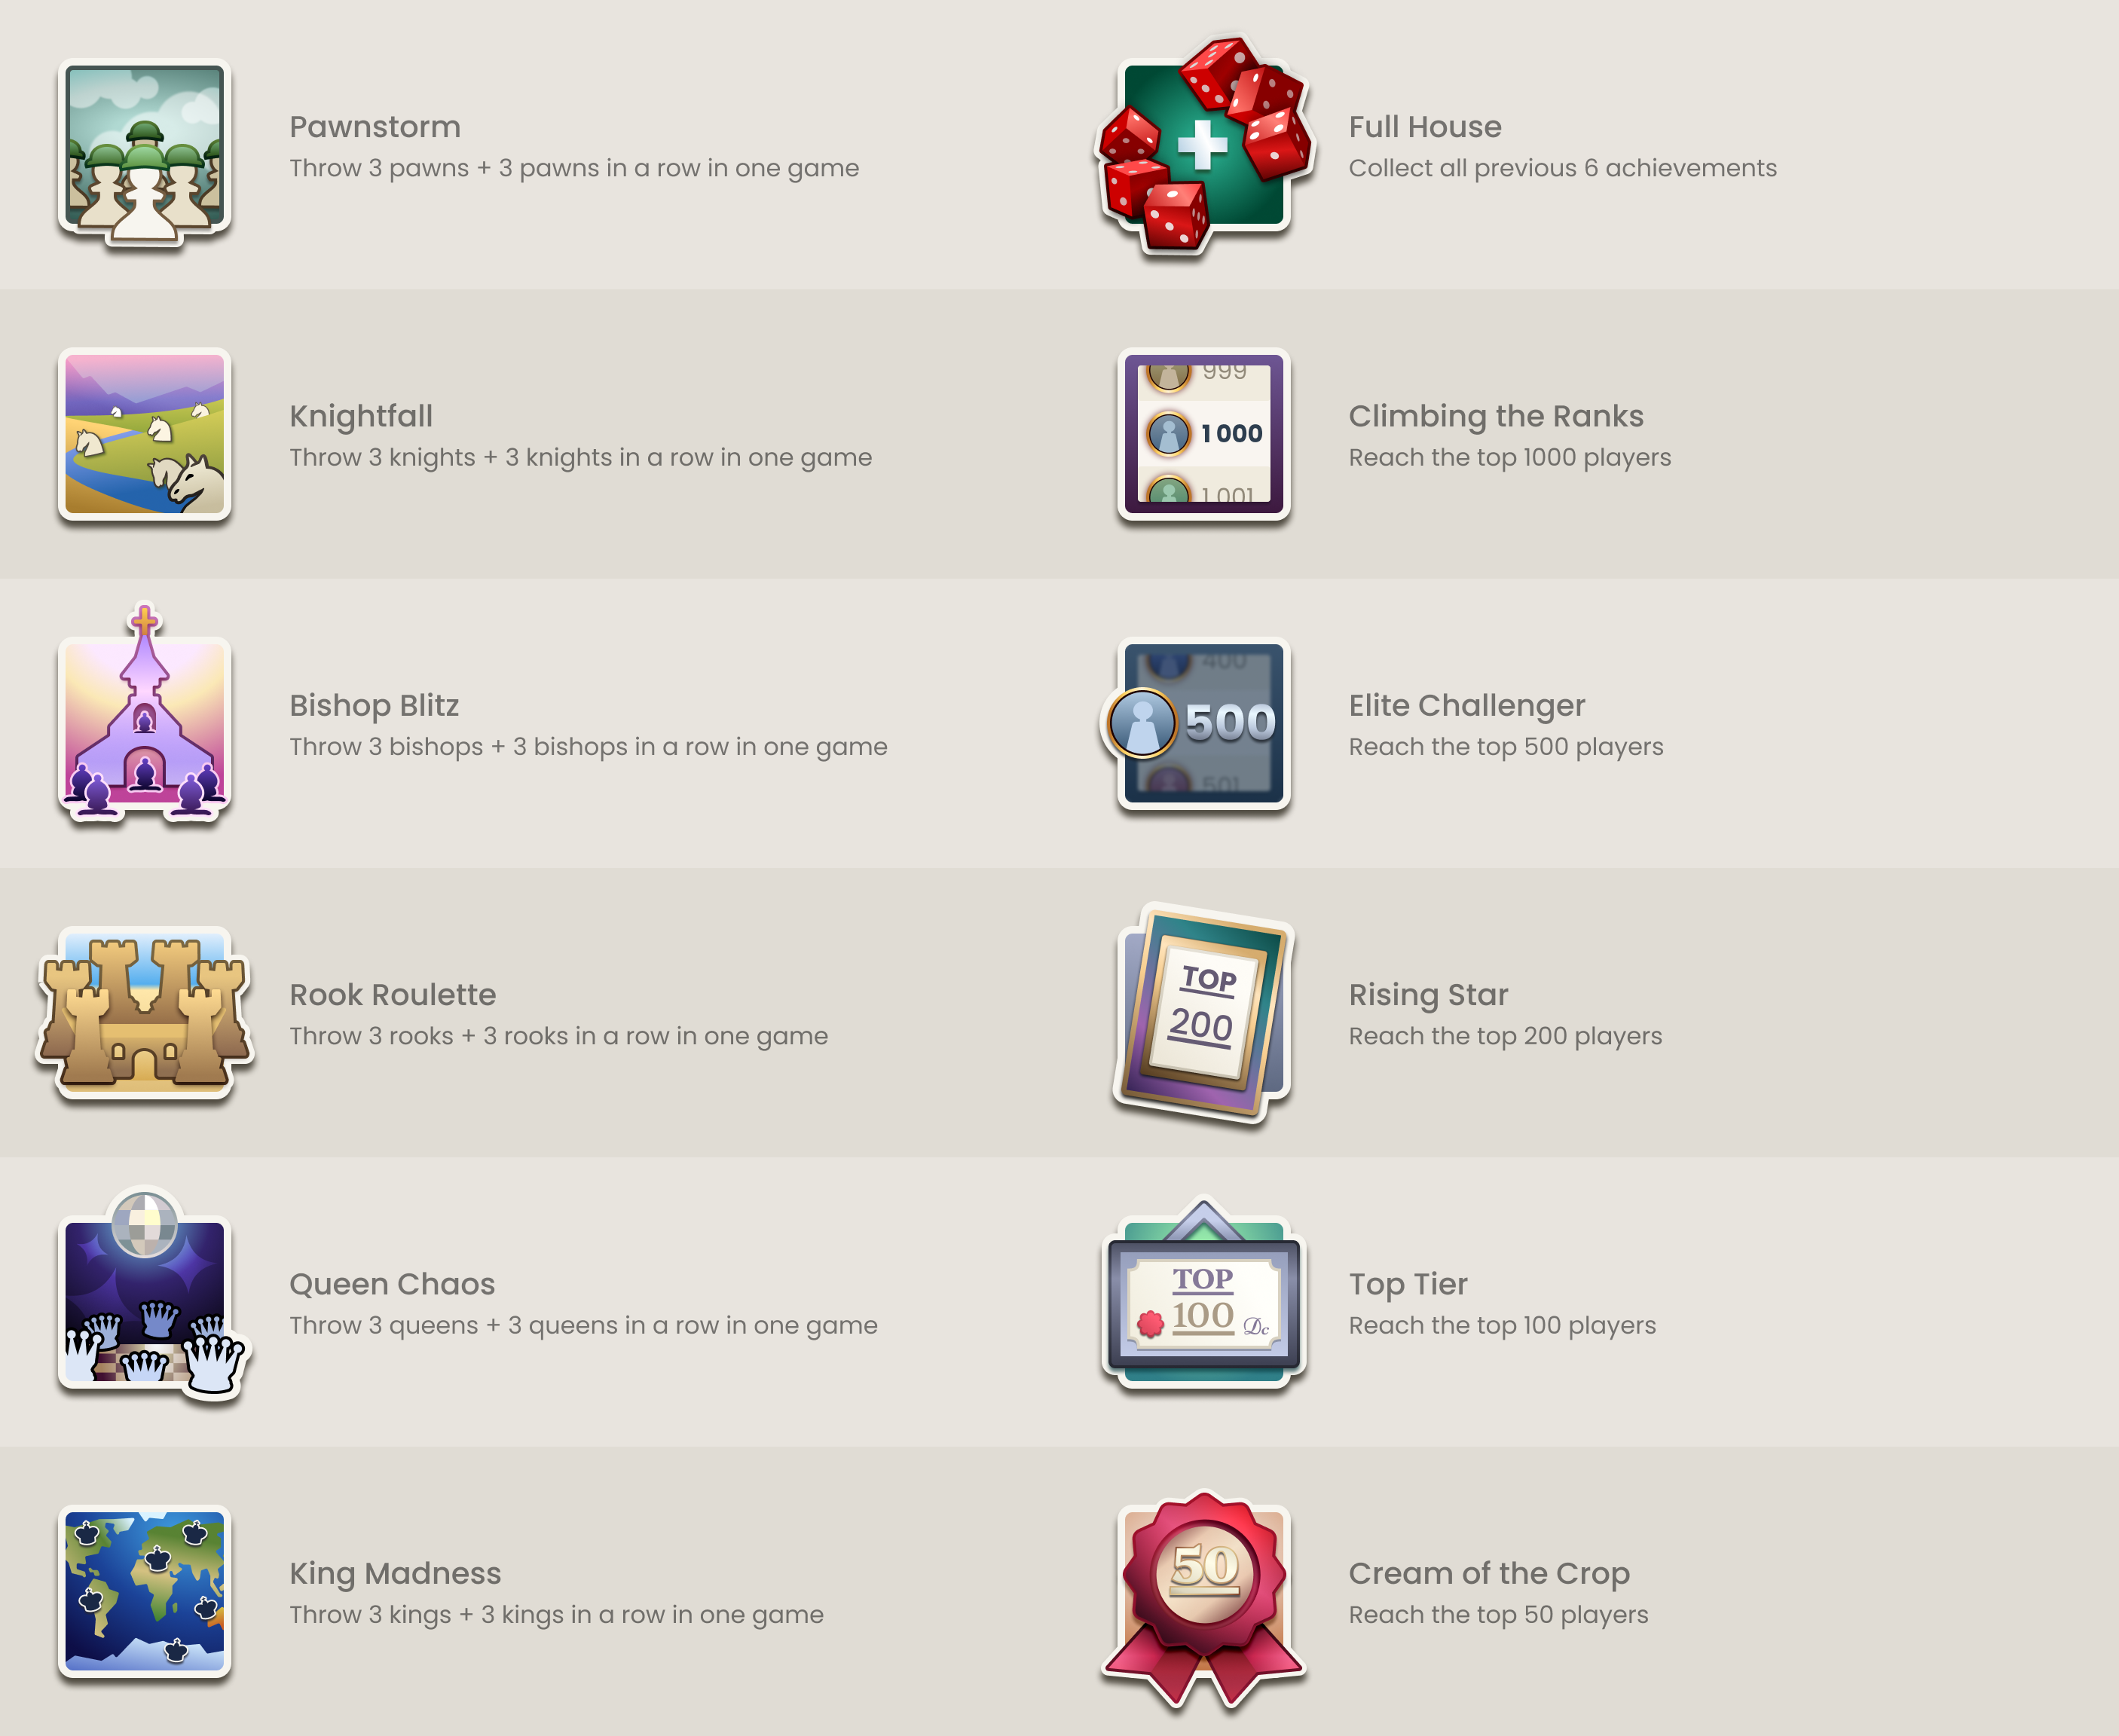 Pawnstorm
Throw 3 pawns + 3 pawns in a row in one game
Full House
Collect all previous 6 achievements
Knightfall
Throw 3 knights + 3 knights in a row in one game
999
1 000
1 001
Climbing the Ranks
Reach the top 1000 players
Bishop Blitz
Throw 3 bishops + 3 bishops in a row in one game
400
500
501
Elite Challenger
Reach the top 500 players
Rook Roulette
Throw 3 rooks + 3 rooks in a row in one game
TOP
200
Rising Star
Reach the top 200 players
Queen Chaos
Throw 3 queens + 3 queens in a row in one game
TOP
100
Dc
Top Tier
Reach the top 100 players
King Madness
Throw 3 kings + 3 kings in a row in one game
50
Cream of the Crop
Reach the top 50 players